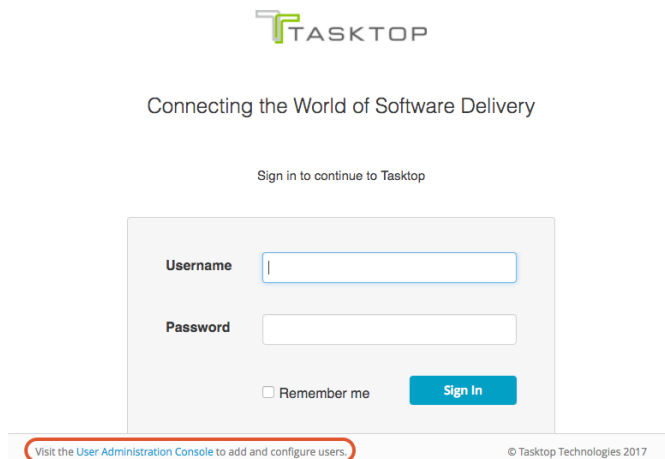 TASKTOP
Connecting the World of Software Delivery
Sign in to continue to Tasktop
Username
Password
Remember me
Sign In
Visit the User Administration Console to add and configure users.
© Tasktop Technologies 2017